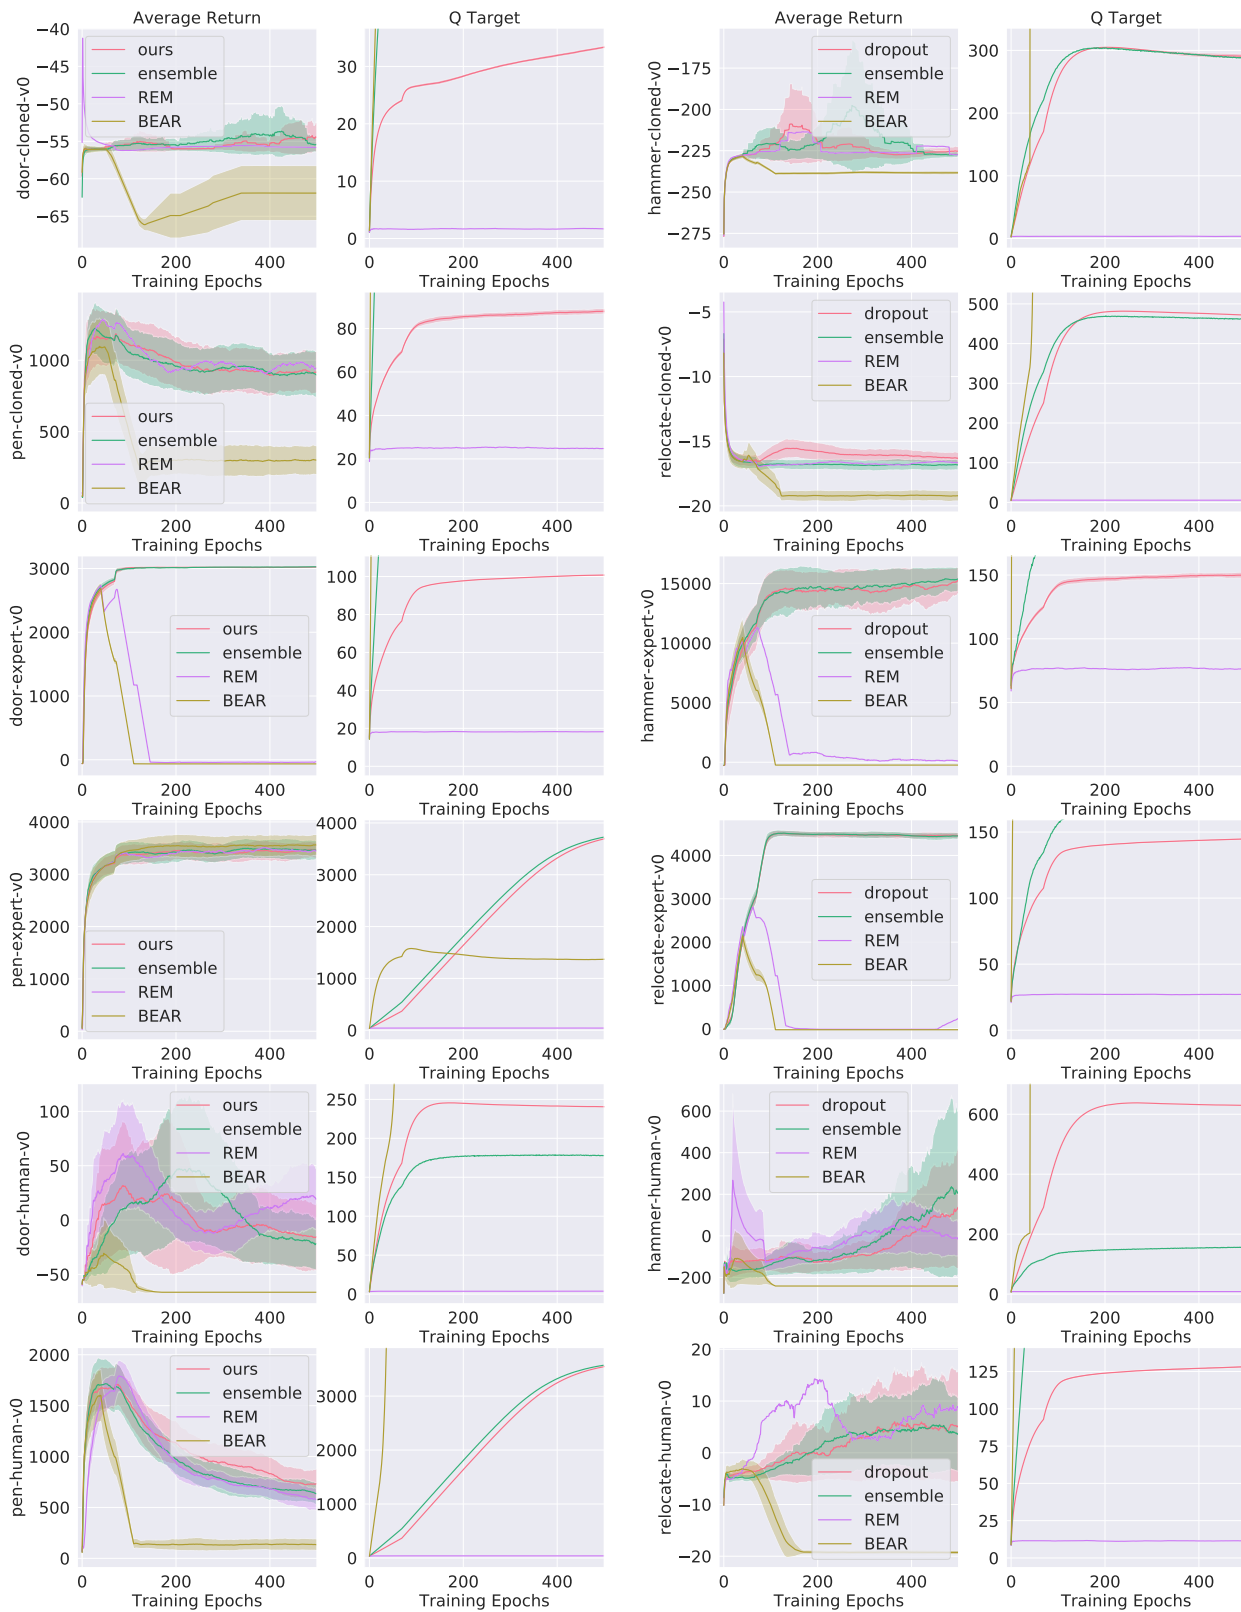 Average Return
Q Target
Average Return
Q Target
door-cloned-v0
−40
−45
−50
−55
−60
−65
ours
ensemble
REM
BEAR
0 200 400
Training Epochs
30
20
10
0
0 200 400
Training Epochs
hammer-cloned-v0
−175
−200
−225
−250
−275
dropout
ensemble
REM
BEAR
0 200 400
Training Epochs
300
200
100
0
0 200 400
Training Epochs
pen-cloned-v0
1000
500
0
ours
ensemble
REM
BEAR
0 200 400
Training Epochs
80
60
40
20
0
0 200 400
Training Epochs
relocate-cloned-v0
−5
−10
−15
−20
dropout
ensemble
REM
BEAR
0 200 400
Training Epochs
500
400
300
200
100
0
0 200 400
Training Epochs
door-expert-v0
3000
2000
1000
0
ours
ensemble
REM
BEAR
0 200 400
Training Epochs
100
80
60
40
20
0
0 200 400
Training Epochs
hammer-expert-v0
15000
10000
5000
0
dropout
ensemble
REM
BEAR
0 200 400
Training Epochs
150
100
50
0
0 200 400
Training Epochs
pen-expert-v0
4000
3000
2000
1000
0
ours
ensemble
REM
BEAR
0 200 400
Training Epochs
4000
3000
2000
1000
0
0 200 400
Training Epochs
relocate-expert-v0
4000
3000
2000
1000
0
dropout
ensemble
REM
BEAR
0 200 400
Training Epochs
150
100
50
0
0 200 400
Training Epochs
door-human-v0
100
50
0
−50
ours
ensemble
REM
BEAR
0 200 400
Training Epochs
250
200
150
100
50
0
0 200 400
Training Epochs
hammer-human-v0
600
400
200
0
−200
dropout
ensemble
REM
BEAR
0 200 400
Training Epochs
600
400
200
0
0 200 400
Training Epochs
pen-human-v0
2000
1500
1000
500
0
ours
ensemble
REM
BEAR
0 200 400
Training Epochs
3000
2000
1000
0
0 200 400
Training Epochs
relocate-human-v0
20
10
0
−10
−20
dropout
ensemble
REM
BEAR
0 200 400
Training Epochs
125
100
75
50
25
0
0 200 400
Training Epochs